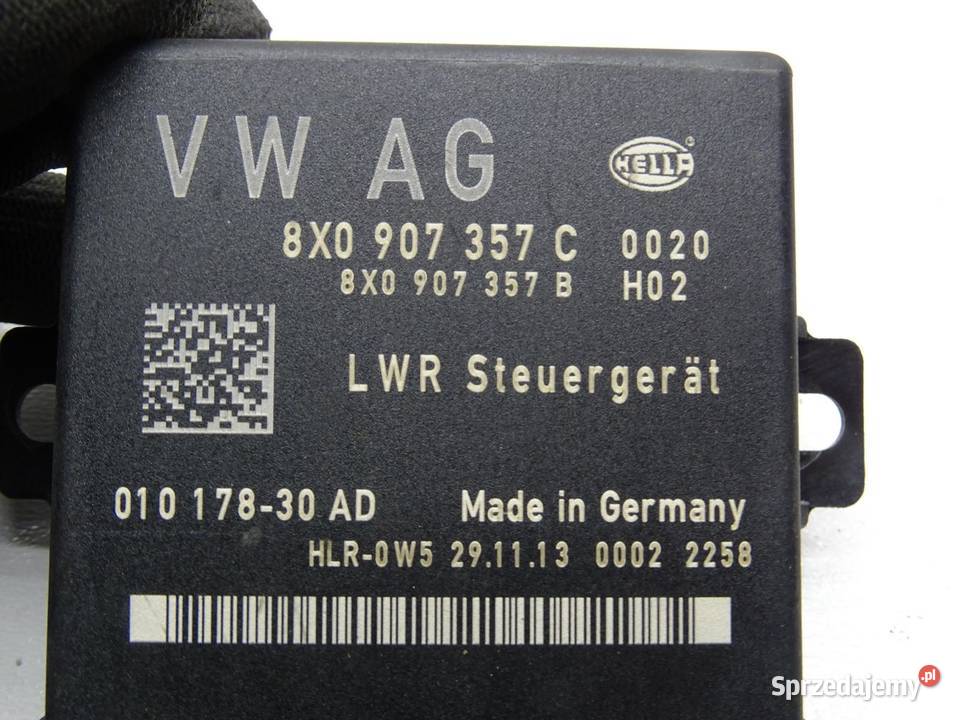 VW AG HELLA
8X0 907 357 C 0020
8X0 907 357 B H02
LWR Steuergerät
010 178-30 AD Made in Germany
HLR-0W5 29.11.13 0002 2258
Sprzedajemy.pl